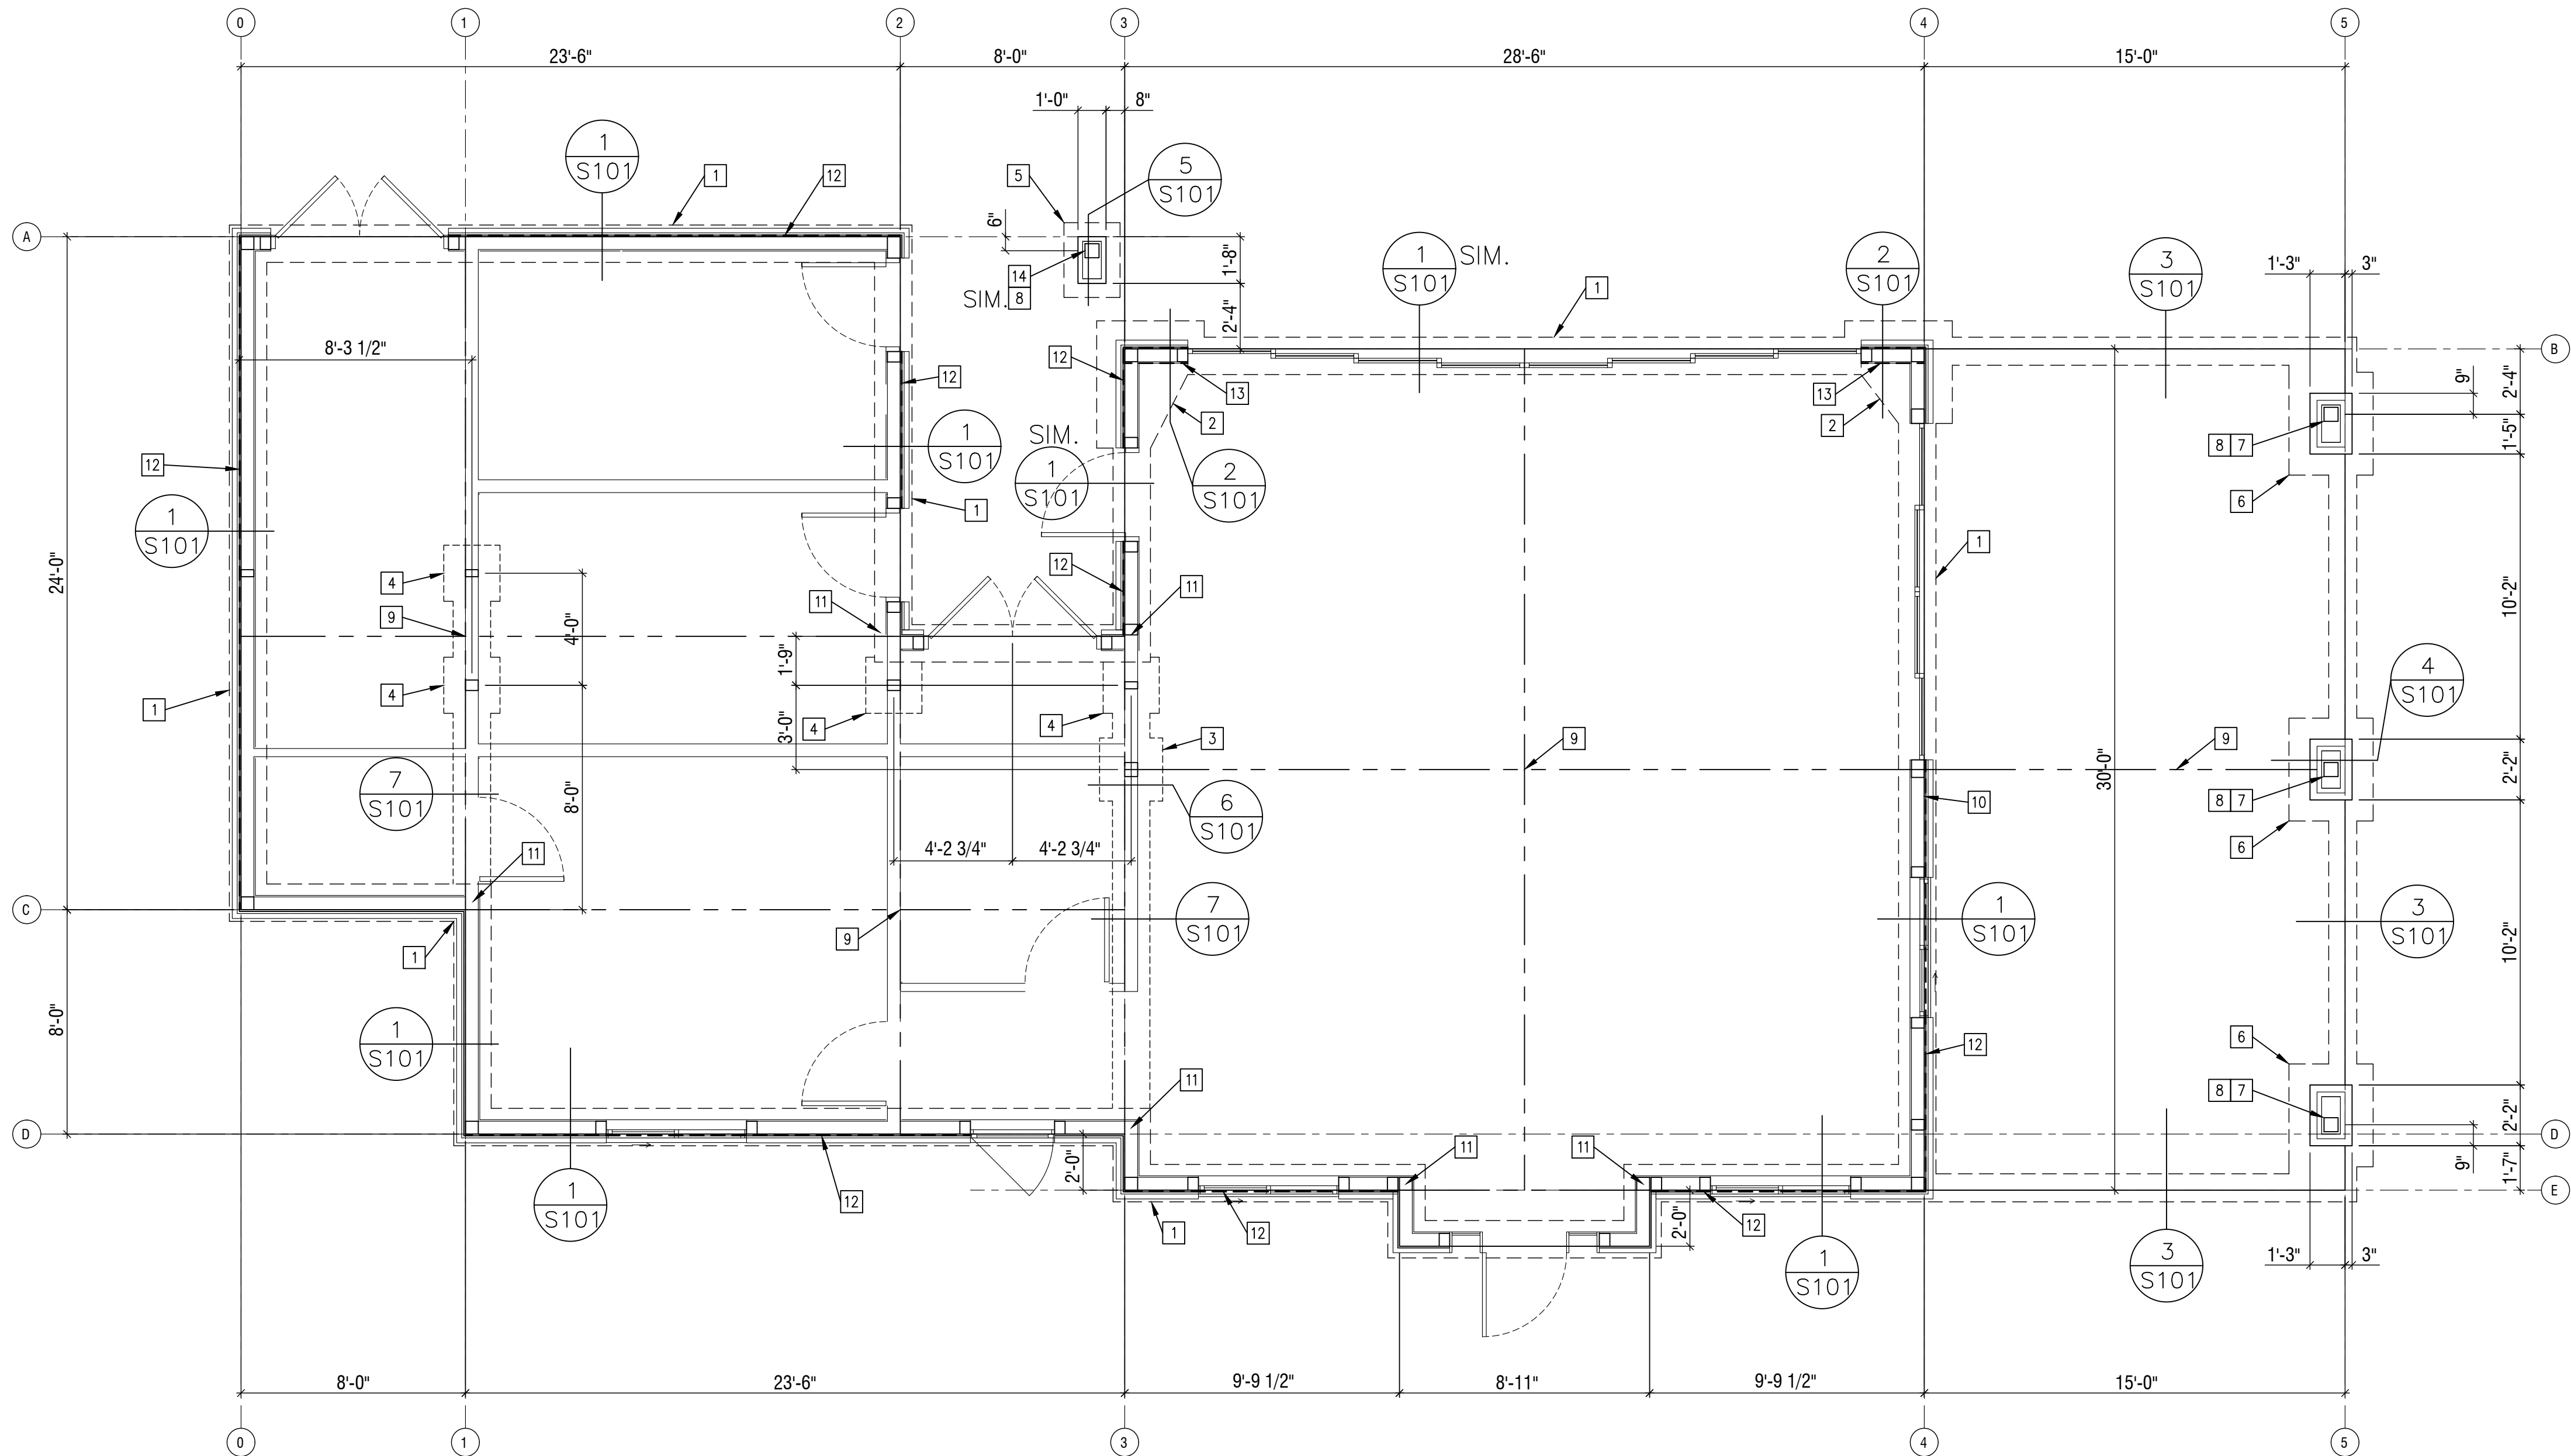 0 1 2 3 4 5
23'-6" 8'-0" 28'-6" 15'-0"
1'-0" 8"
1
S101
1
12
5
5
S101
A
6"
14
SIM. 8
1'-8"
2'-4"
1
S101
SIM.
1
2
S101
3
S101
1'-3" 3"
B
8'-3 1/2"
12
12
13
13
2
2
9"
2'-4"
1'-5"
8 7
6
12
1
S101
1
S101
1
SIM.
1
S101
2
S101
24'-0"
4
9
4'-0"
11
12
11
1
10'-2"
4
1
1'-9"
3'-0"
4
4
3
9
30'-0"
9
4
S101
7
S101
8'-0"
6
S101
10
8 7
2'-2"
6
11
4'-2 3/4" 4'-2 3/4"
C
9
7
S101
1
S101
3
S101
10'-2"
1
8'-0"
1
S101
12
6
11
8 7
2'-2"
D
D
2'-0"
11
11
9"
1'-7"
1
S101
12
1
12
12
2'-0"
E
1
S101
3
S101
1'-3" 3"
8'-0" 23'-6" 9'-9 1/2" 8'-11" 9'-9 1/2" 15'-0"
0 1 3 4 5